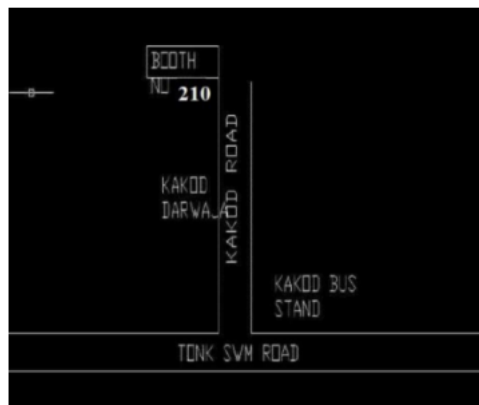 BOOTH
NO 210
KAKOD ROAD
KAKOD
DARWAJA
KAKOD BUS
STAND
TONK SWM ROAD